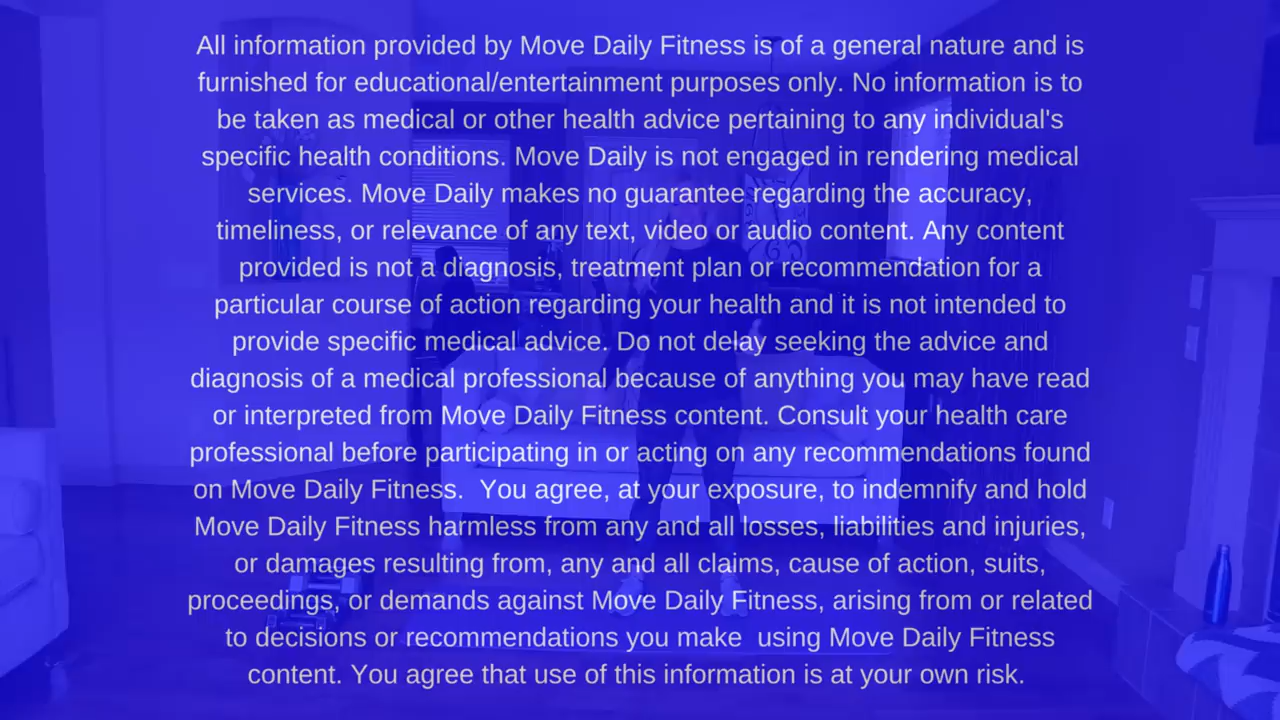 All information provided by Move Daily Fitness is of a general nature and is
furnished for educational/entertainment purposes only. No information is to
be taken as medical or other health advice pertaining to any individual's
specific health conditions. Move Daily is not engaged in rendering medical
services. Move Daily makes no guarantee regarding the accuracy,
timeliness, or relevance of any text, video or audio content. Any content
provided is not a diagnosis, treatment plan or recommendation for a
particular course of action regarding your health and it is not intended to
provide specific medical advice. Do not delay seeking the advice and
diagnosis of a medical professional because of anything you may have read
or interpreted from Move Daily Fitness content. Consult your health care
professional before participating in or acting on any recommendations found
on Move Daily Fitness.  You agree, at your exposure, to indemnify and hold
Move Daily Fitness harmless from any and all losses, liabilities and injuries,
or damages resulting from, any and all claims, cause of action, suits,
proceedings, or demands against Move Daily Fitness, arising from or related
to decisions or recommendations you make  using Move Daily Fitness
content. You agree that use of this information is at your own risk.